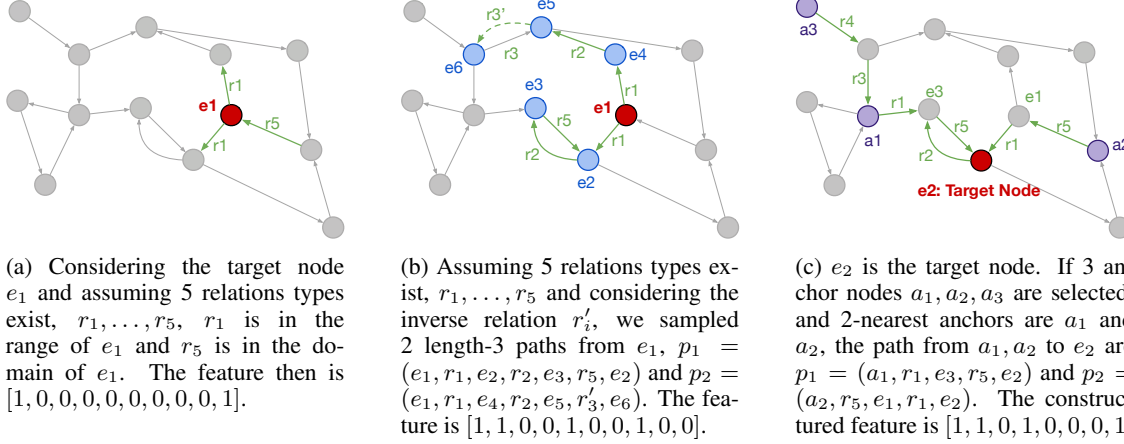 r1
e1
r5
r1
r3'
e5
r3
r2
e4
e6
e3
r1
e1
r5
r1
r2
e2
a3
r4
r3
e3
e1
r1
a1
r5
r5
r1
a2
r2
e2: Target Node
(a) Considering the target node
e₁ and assuming 5 relations types
exist, r₁, . . . , r₅, r₁ is in the
range of e₁ and r₅ is in the do-
main of e₁. The feature then is
[1, 0, 0, 0, 0, 0, 0, 0, 0, 1].
(b) Assuming 5 relations types ex-
ist, r₁, . . . , r₅ and considering the
inverse relation r′ᵢ, we sampled
2 length-3 paths from e₁, p₁ =
(e₁, r₁, e₂, r₂, e₃, r₅, e₂) and p₂ =
(e₁, r₁, e₄, r₂, e₅, r′₃, e₆). The fea-
ture is [1, 1, 0, 0, 1, 0, 0, 1, 0, 0].
(c) e₂ is the target node. If 3 an-
chor nodes a₁, a₂, a₃ are selected
and 2-nearest anchors are a₁ and
a₂, the path from a₁, a₂ to e₂ are
p₁ = (a₁, r₁, e₃, r₅, e₂) and p₂ =
(a₂, r₅, e₁, r₁, e₂). The construc-
tured feature is [1, 1, 0, 1, 0, 0, 0, 1